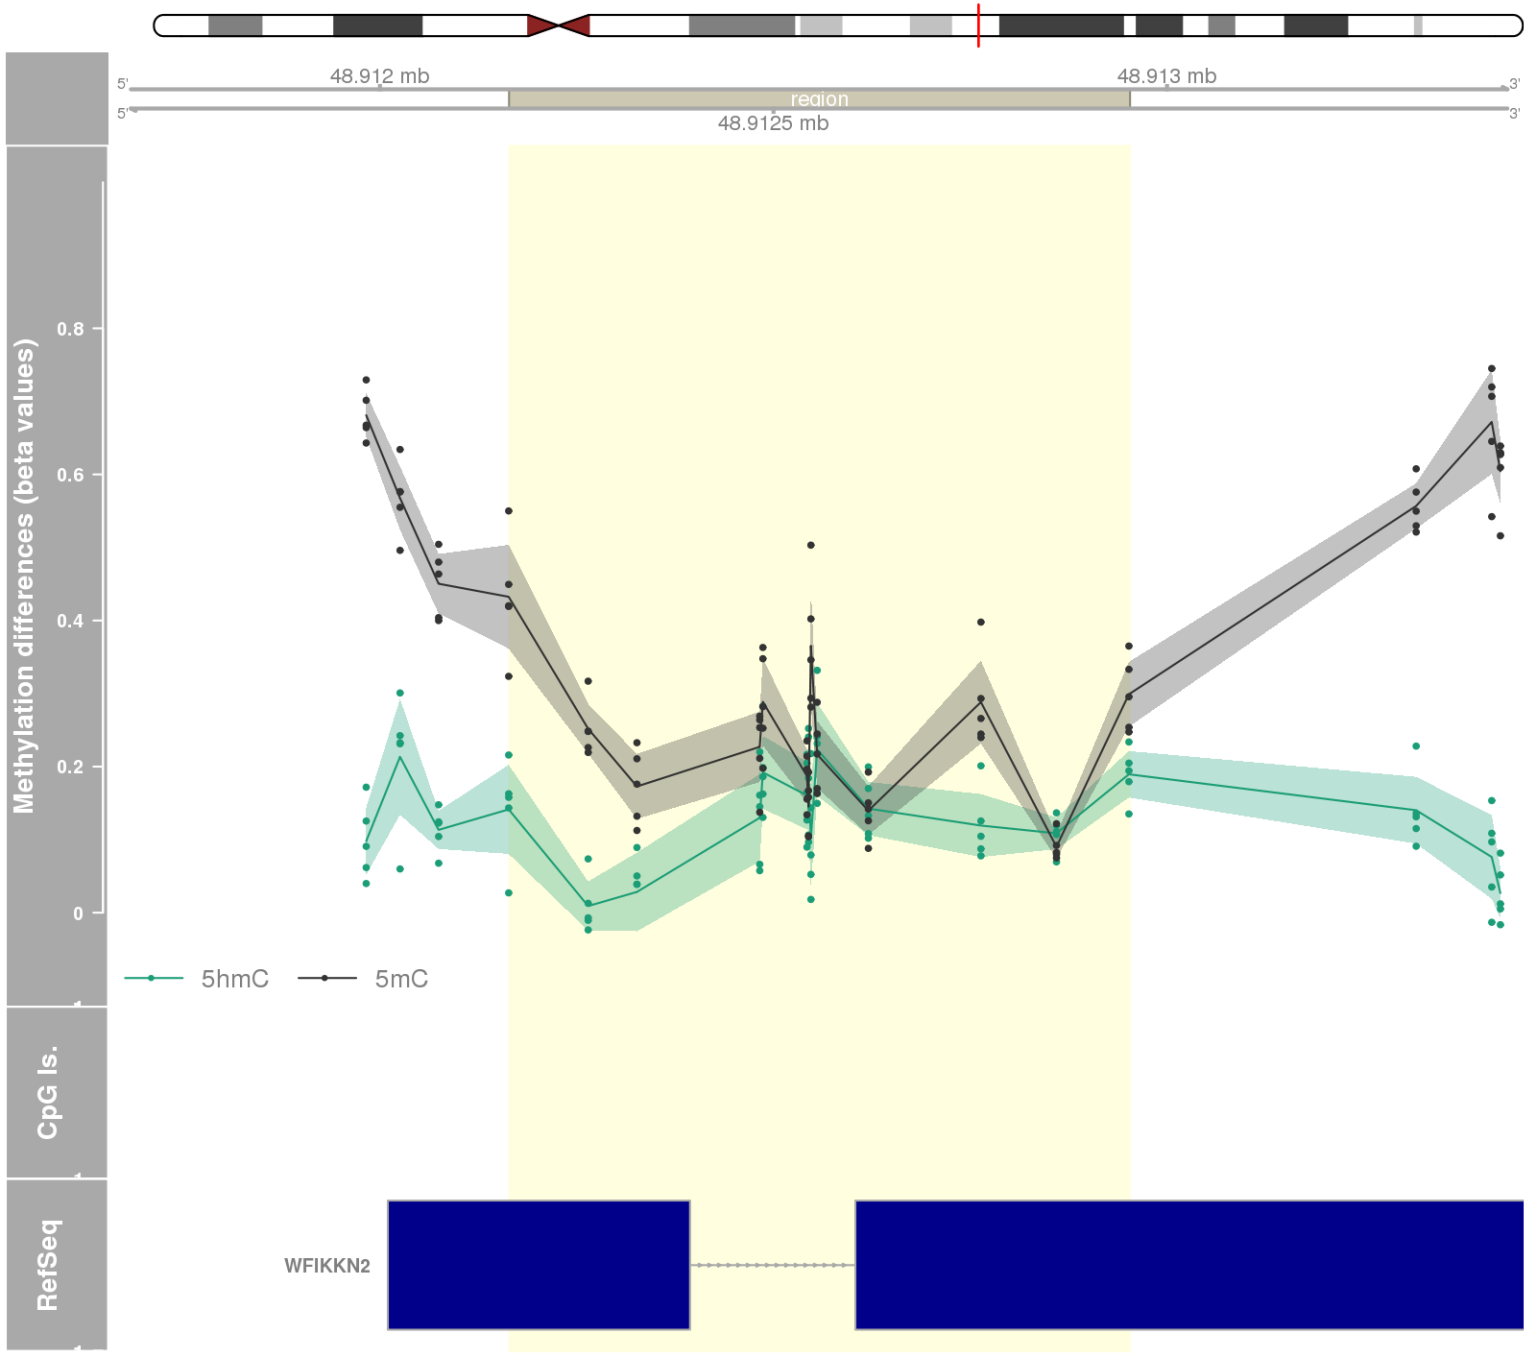 48.912 mb
48.913 mb
5'
3'
region
5'
3'
48.9125 mb
Methylation differences (beta values)
0.8
0.6
0.4
0.2
0
5hmC
5mC
CpG Is.
RefSeq
WFIKKN2